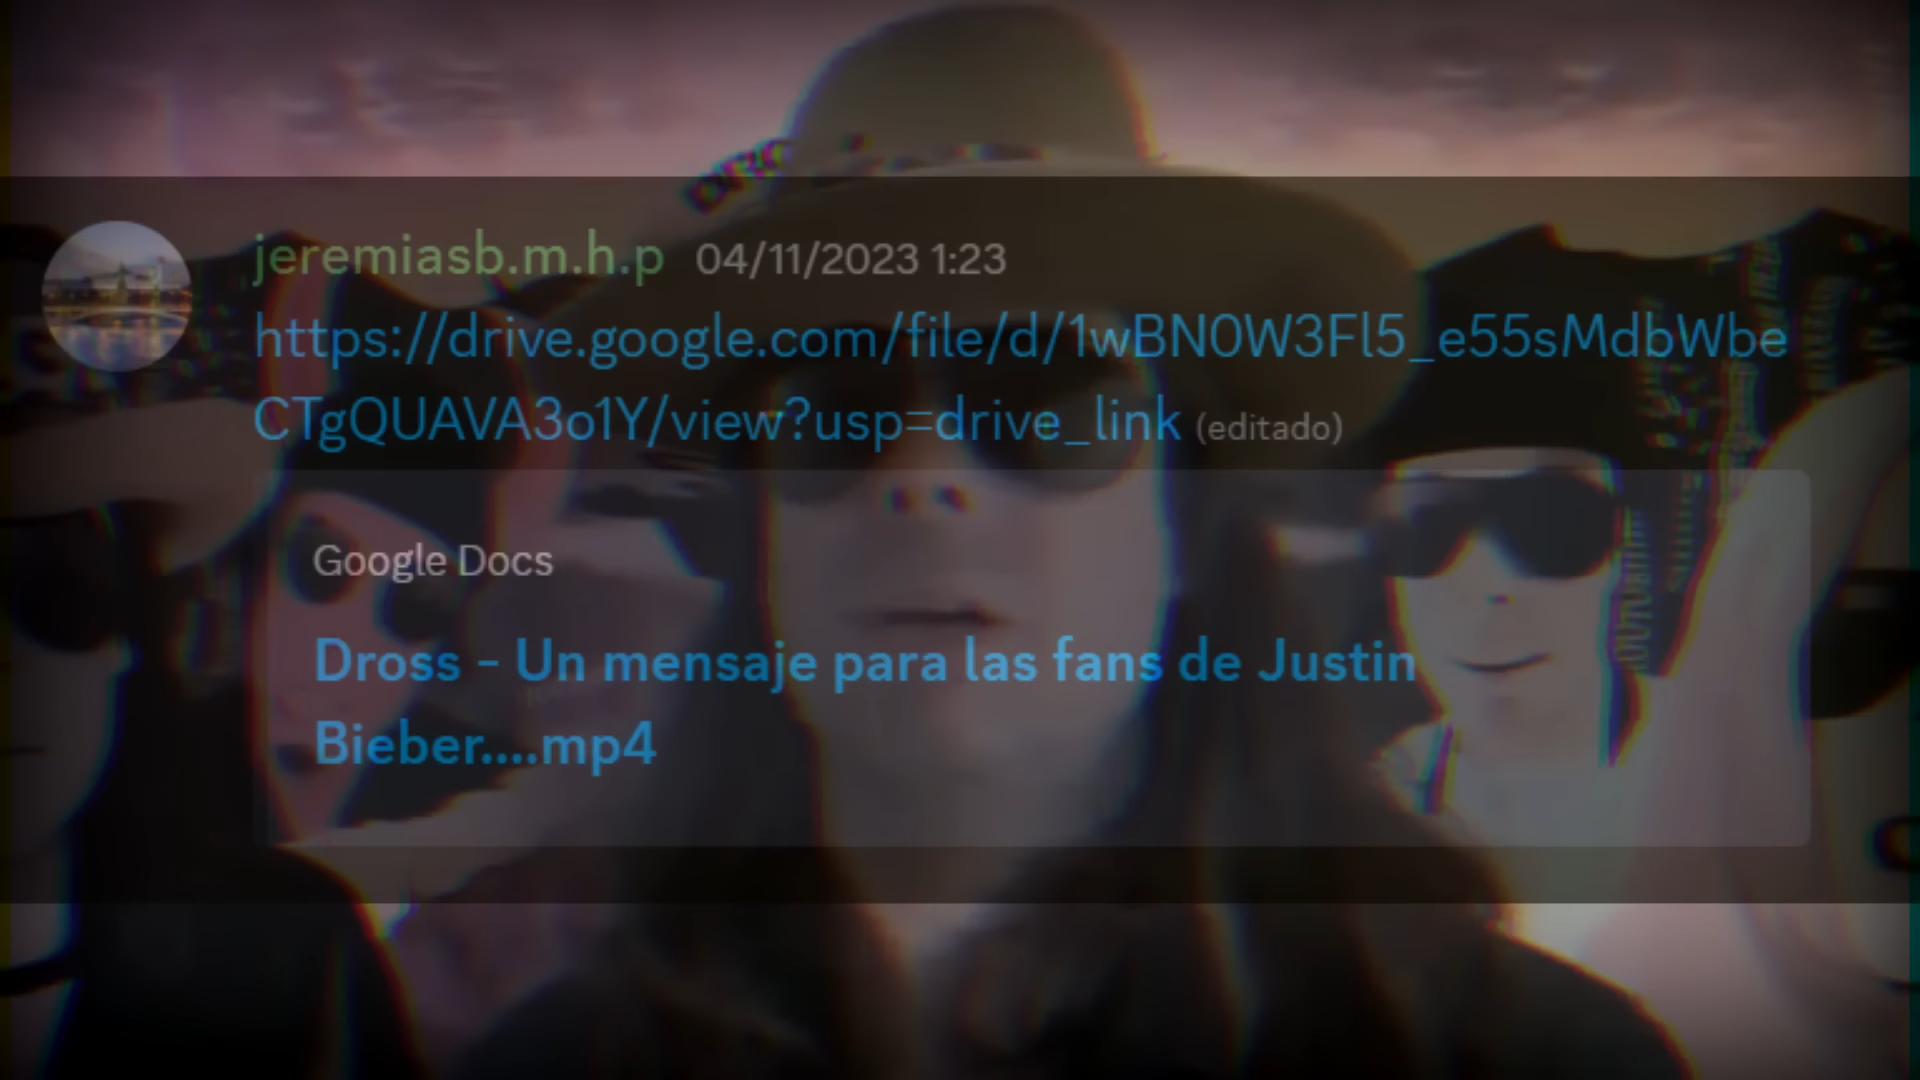 jeremiasb.m.h.p 04/11/2023 1:23
https://drive.google.com/file/d/1wBN0W3Fl5_e55sMdbWbe
CTgQUAVA3o1Y/view?usp=drive_link (editado)
Google Docs
Dross - Un mensaje para las fans de Justin
Bieber....mp4